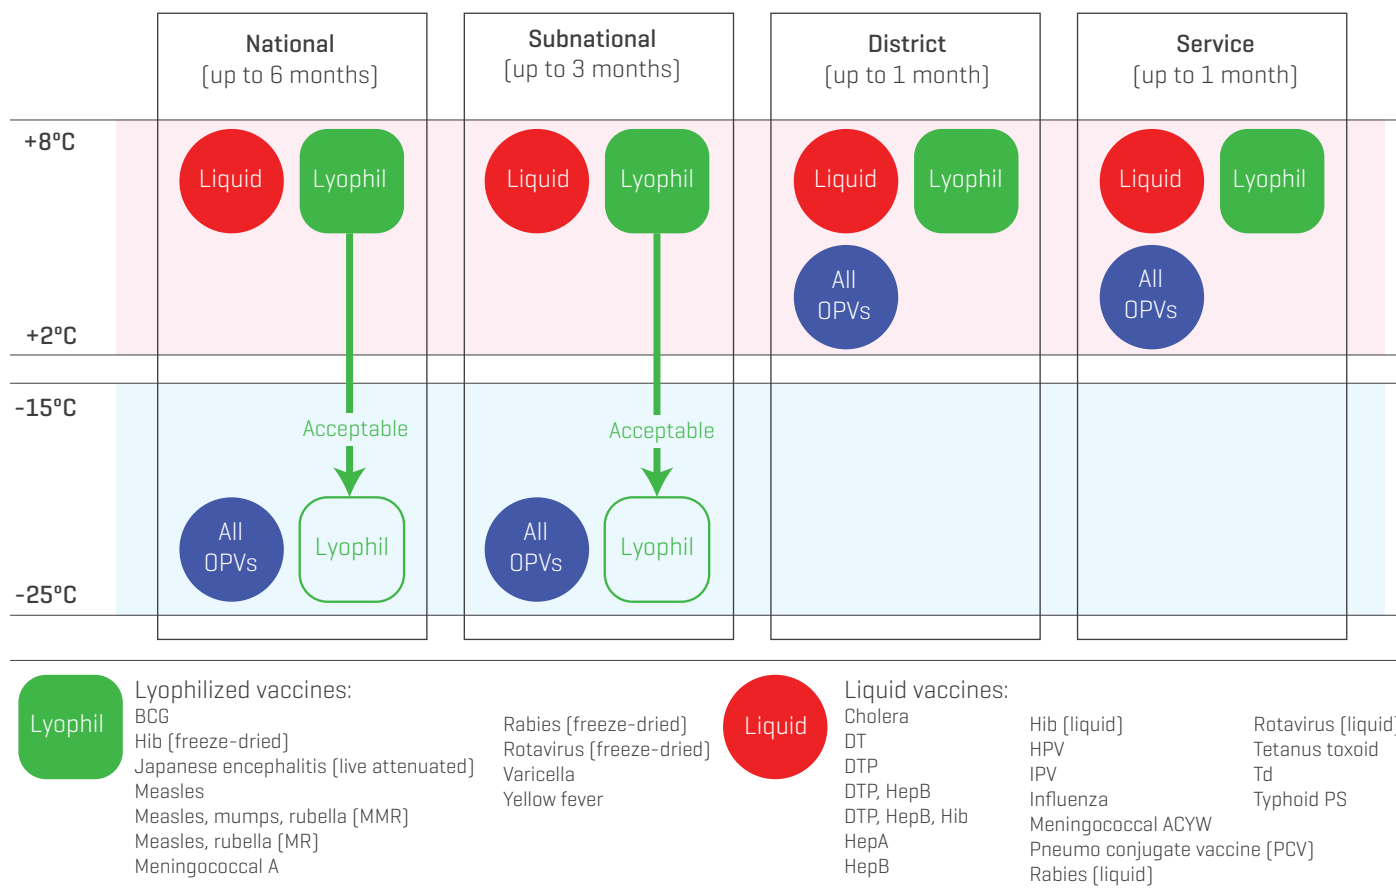 National
(up to 6 months)
Subnational
(up to 3 months)
District
(up to 1 month)
Service
(up to 1 month)
+8°C
Liquid
Lyophil
Liquid
Lyophil
Liquid
Lyophil
Liquid
Lyophil
All
OPVs
All
OPVs
+2°C
-15°C
Acceptable
Acceptable
All
OPVs
Lyophil
All
OPVs
Lyophil
-25°C
Lyophil
Lyophilized vaccines:
BCG
Hib (freeze-dried)
Japanese encephalitis (live attenuated)
Measles
Measles, mumps, rubella (MMR)
Measles, rubella (MR)
Meningococcal A
Rabies (freeze-dried)
Rotavirus (freeze-dried)
Varicella
Yellow fever
Liquid
Liquid vaccines:
Cholera
DT
DTP
DTP, HepB
DTP, HepB, Hib
HepA
HepB
Hib (liquid)
HPV
IPV
Influenza
Meningococcal ACYW
Pneumo conjugate vaccine (PCV)
Rabies (liquid)
Rotavirus (liquid)
Tetanus toxoid
Td
Typhoid PS